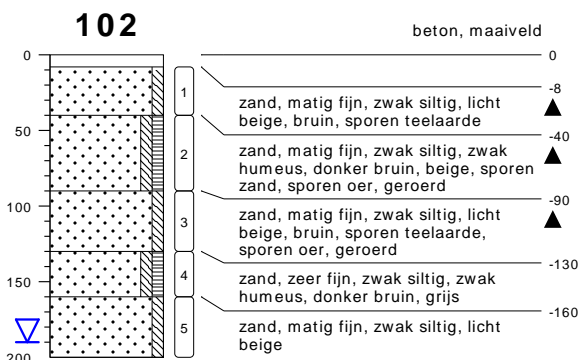 102
beton, maaiveld
0
0
-8
1
zand, matig fijn, zwak siltig, licht
beige, bruin, sporen teelaarde
-40
50
2
zand, matig fijn, zwak siltig, zwak
humeus, donker bruin, beige, sporen
zand, sporen oer, geroerd
-90
100
3
zand, matig fijn, zwak siltig, licht
beige, bruin, sporen teelaarde,
sporen oer, geroerd
-130
150
4
zand, zeer fijn, zwak siltig, zwak
humeus, donker bruin, grijs
-160
5
zand, matig fijn, zwak siltig, licht
beige
200